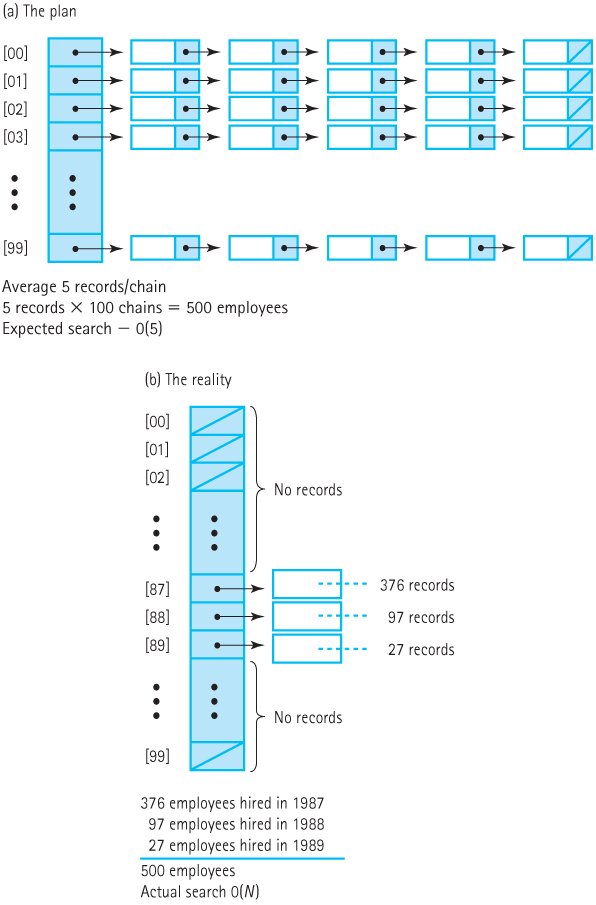 (a) The plan
[00]
[01]
[02]
[03]
[99]
Average 5 records/chain
5 records × 100 chains = 500 employees
Expected search – O(5)
(b) The reality
[00]
[01]
[02]
No records
[87] 376 records
[88] 97 records
[89] 27 records
No records
[99]
376 employees hired in 1987
97 employees hired in 1988
27 employees hired in 1989
500 employees
Actual search O(N)